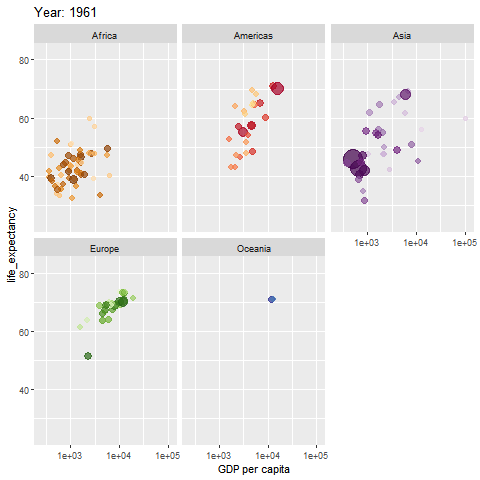 Year: 1961
Africa
Americas
Asia
80
60
40
1e+03
1e+04
1e+05
life_expectancy
Europe
Oceania
80
60
40
1e+03
1e+04
1e+05
1e+03
1e+04
1e+05
GDP per capita